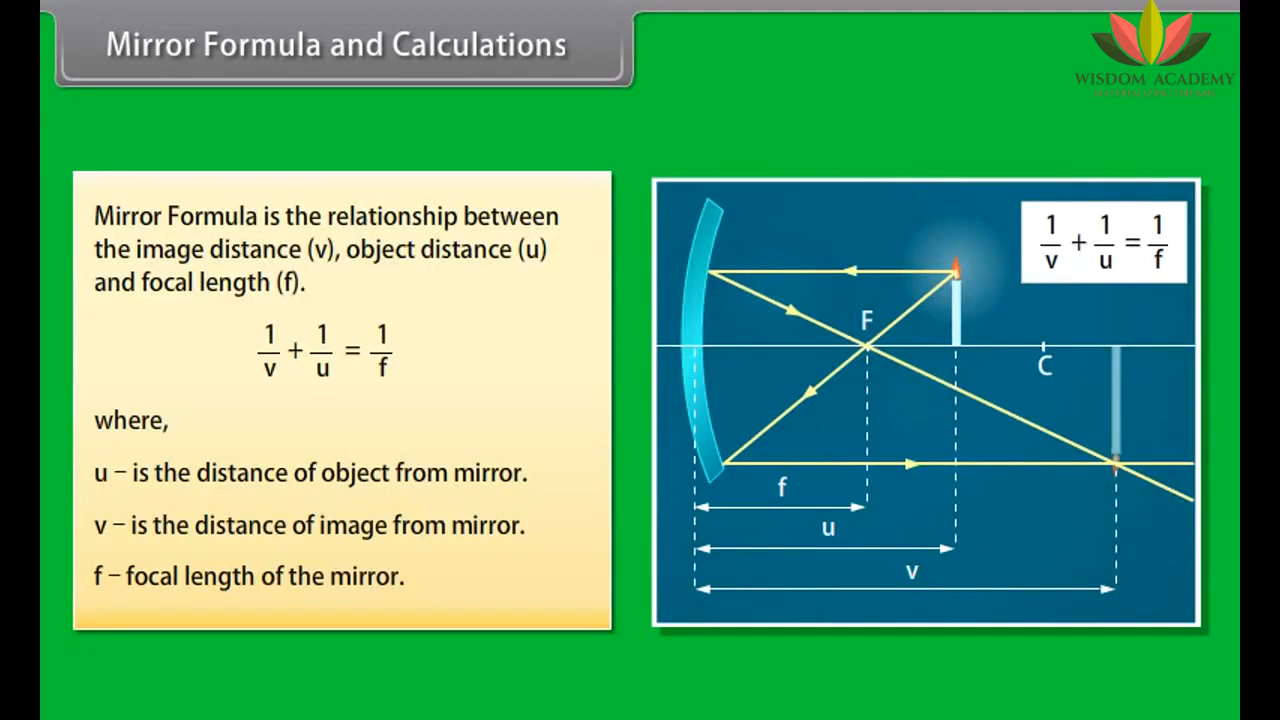 Mirror Formula and Calculations
WISDOM ACADEMY
Mirror Formula is the relationship between
the image distance (v), object distance (u)
and focal length (f).
1/v + 1/u = 1/f
where,
u – is the distance of object from mirror.
v – is the distance of image from mirror.
f – focal length of the mirror.
1/v + 1/u = 1/f
F
C
f
u
v